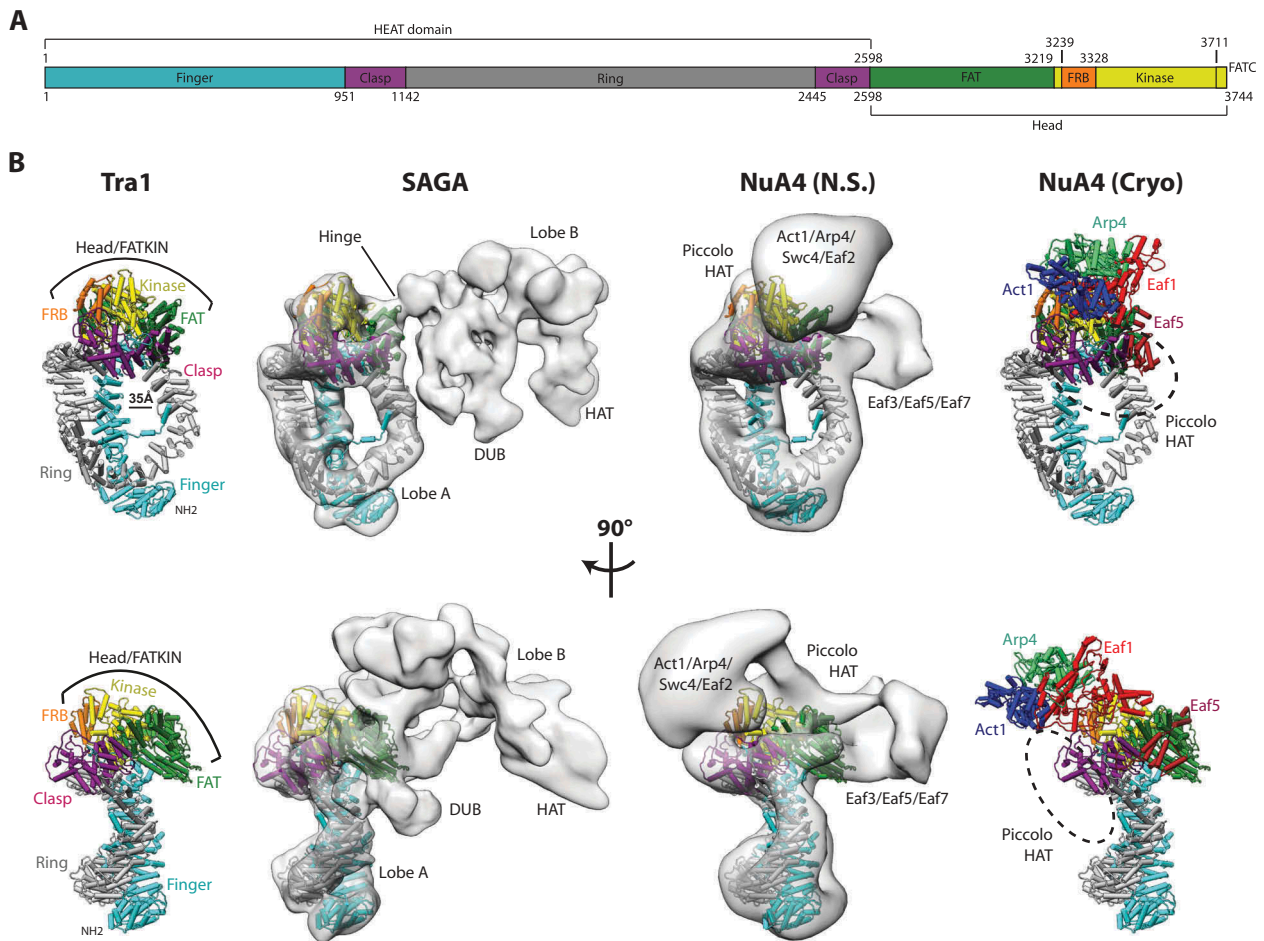 A
HEAT domain
1
2598
3219
3239
3328
3711
FATC
Finger
Clasp
Ring
Clasp
FAT
FRB
Kinase
1
951
1142
2445
2598
3744
Head
B
Tra1
SAGA
NuA4 (N.S.)
NuA4 (Cryo)
Head/FATKIN
Kinase
FRB
FAT
Clasp
35Å
Ring
Finger
NH2
Hinge
Lobe B
HAT
DUB
Lobe A
Piccolo
HAT
Act1/Arp4/
Swc4/Eaf2
Eaf3/Eaf5/Eaf7
Arp4
Act1
Eaf1
Eaf5
Piccolo
HAT
90°
Head/FATKIN
Kinase
FRB
FAT
Clasp
Ring
Finger
NH2
Lobe B
DUB
HAT
Lobe A
Act1/Arp4/
Swc4/Eaf2
Piccolo
HAT
Eaf3/Eaf5/Eaf7
Arp4
Eaf1
Act1
Eaf5
Piccolo
HAT